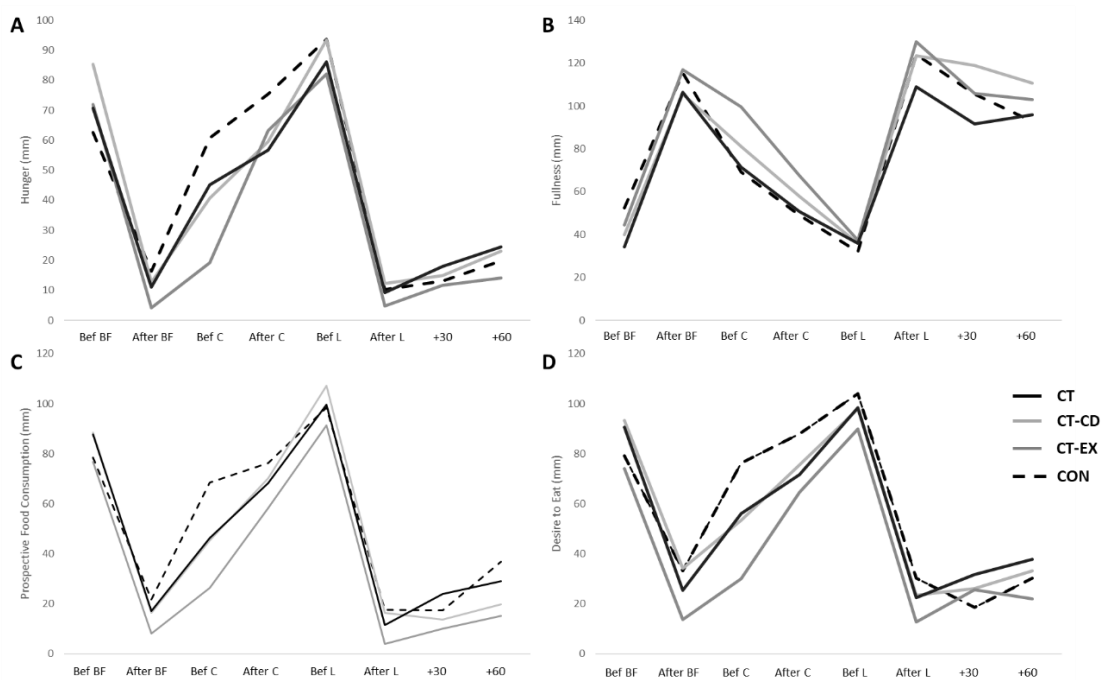 A
100
90
80
70
60
50
40
30
20
10
0
Hunger (mm)
Bef BF After BF Bef C After C Bef L After L +30 +60
B
140
120
100
80
60
40
20
0
Fullness (mm)
Bef BF After BF Bef C After C Bef L After L +30 +60
C
120
100
80
60
40
20
0
Prospective Food Consumption (mm)
Bef BF After BF Bef C After C Bef L After L +30 +60
D
120
100
80
60
40
20
0
Desire to Eat (mm)
Bef BF After BF Bef C After C Bef L After L +30 +60
CT
CT-CD
CT-EX
CON